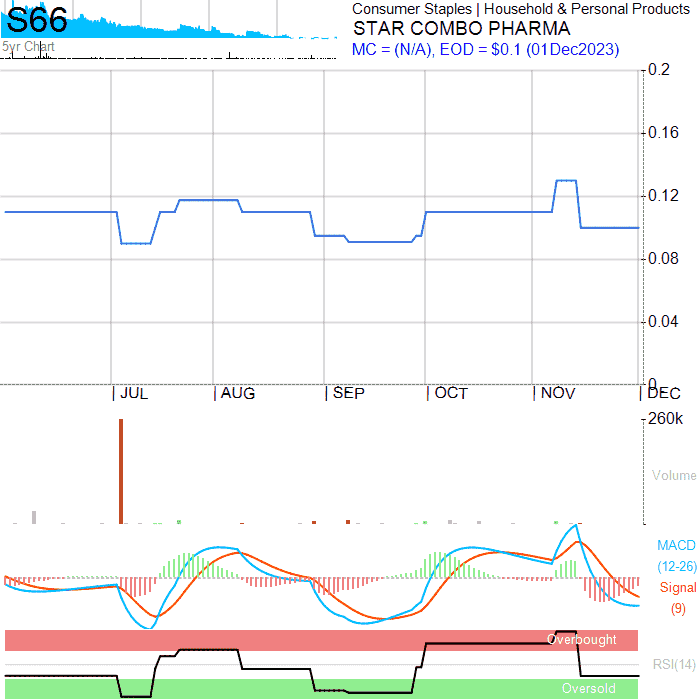 S66
5yr Chart
Consumer Staples | Household & Personal Products
STAR COMBO PHARMA
MC = (N/A), EOD = $0.1 (01Dec2023)
0.2
0.16
0.12
0.08
0.04
0
| JUL | AUG | SEP | OCT | NOV | DEC
260k
Volume
MACD
(12-26)
Signal
(9)
Overbought
RSI(14)
Oversold